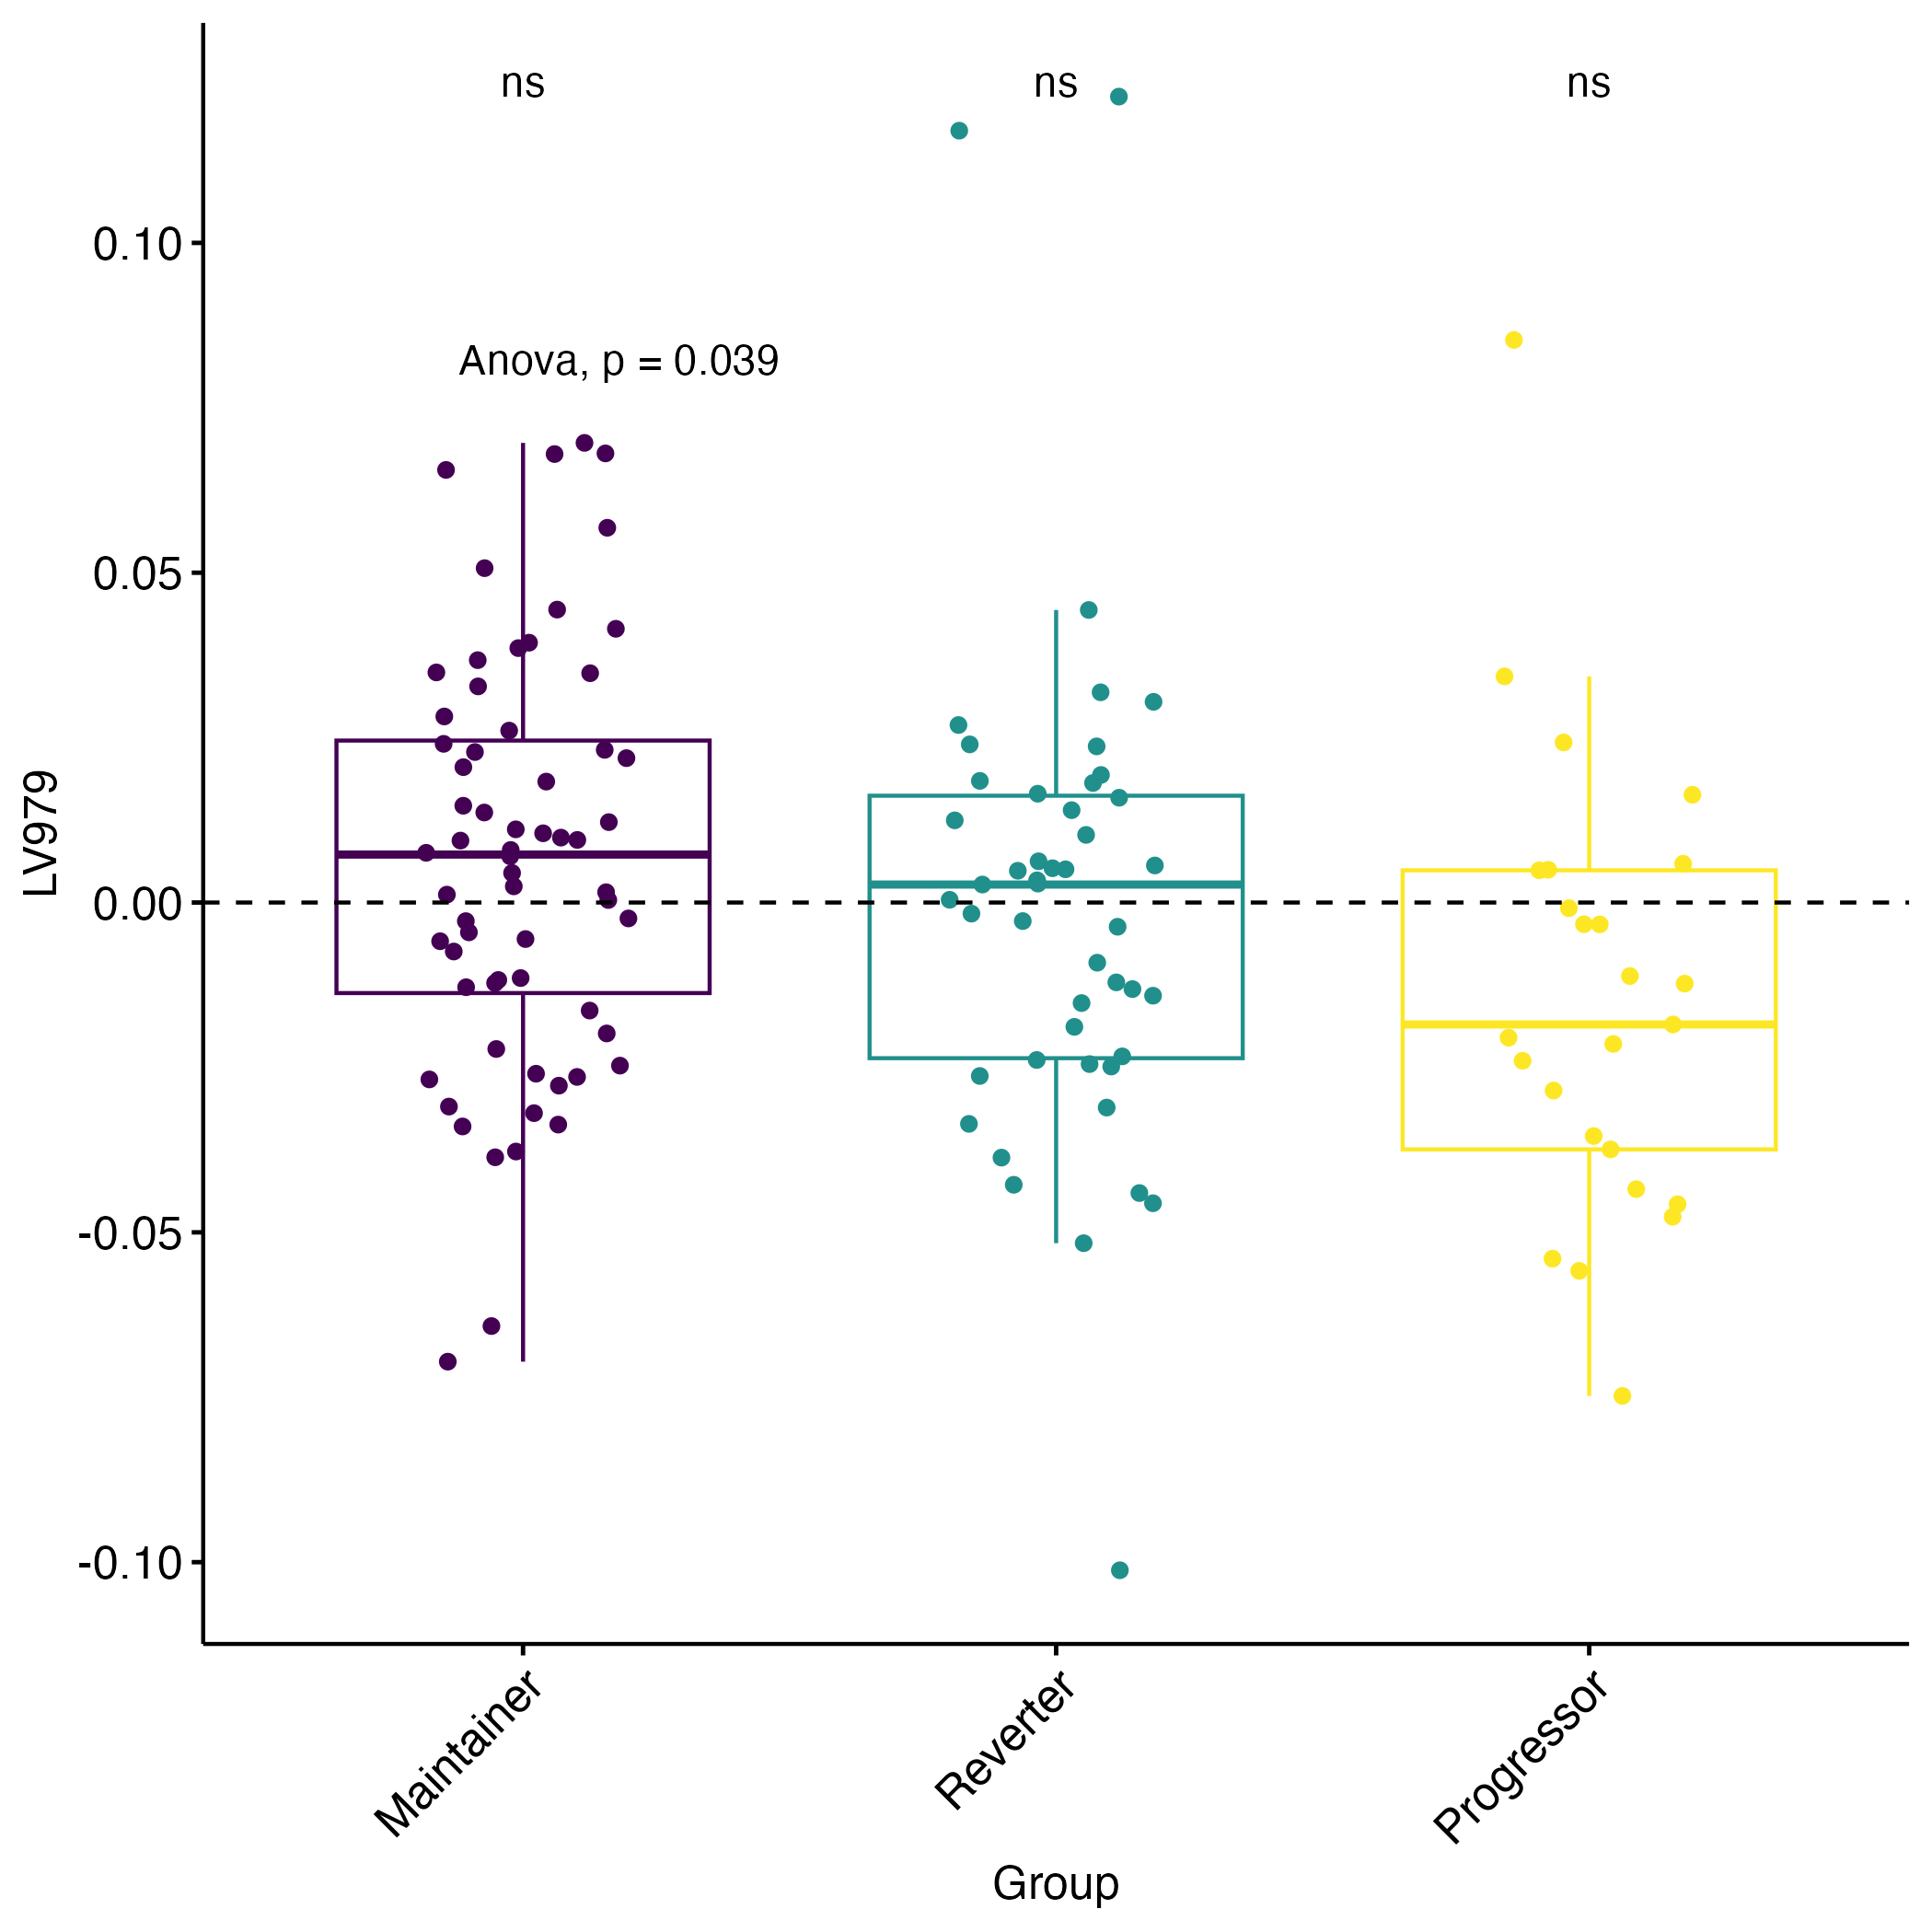 ns ns ns
Anova, p = 0.039
0.10
0.05
0.00
-0.05
-0.10
LV979
Maintainer
Reverter
Progressor
Group